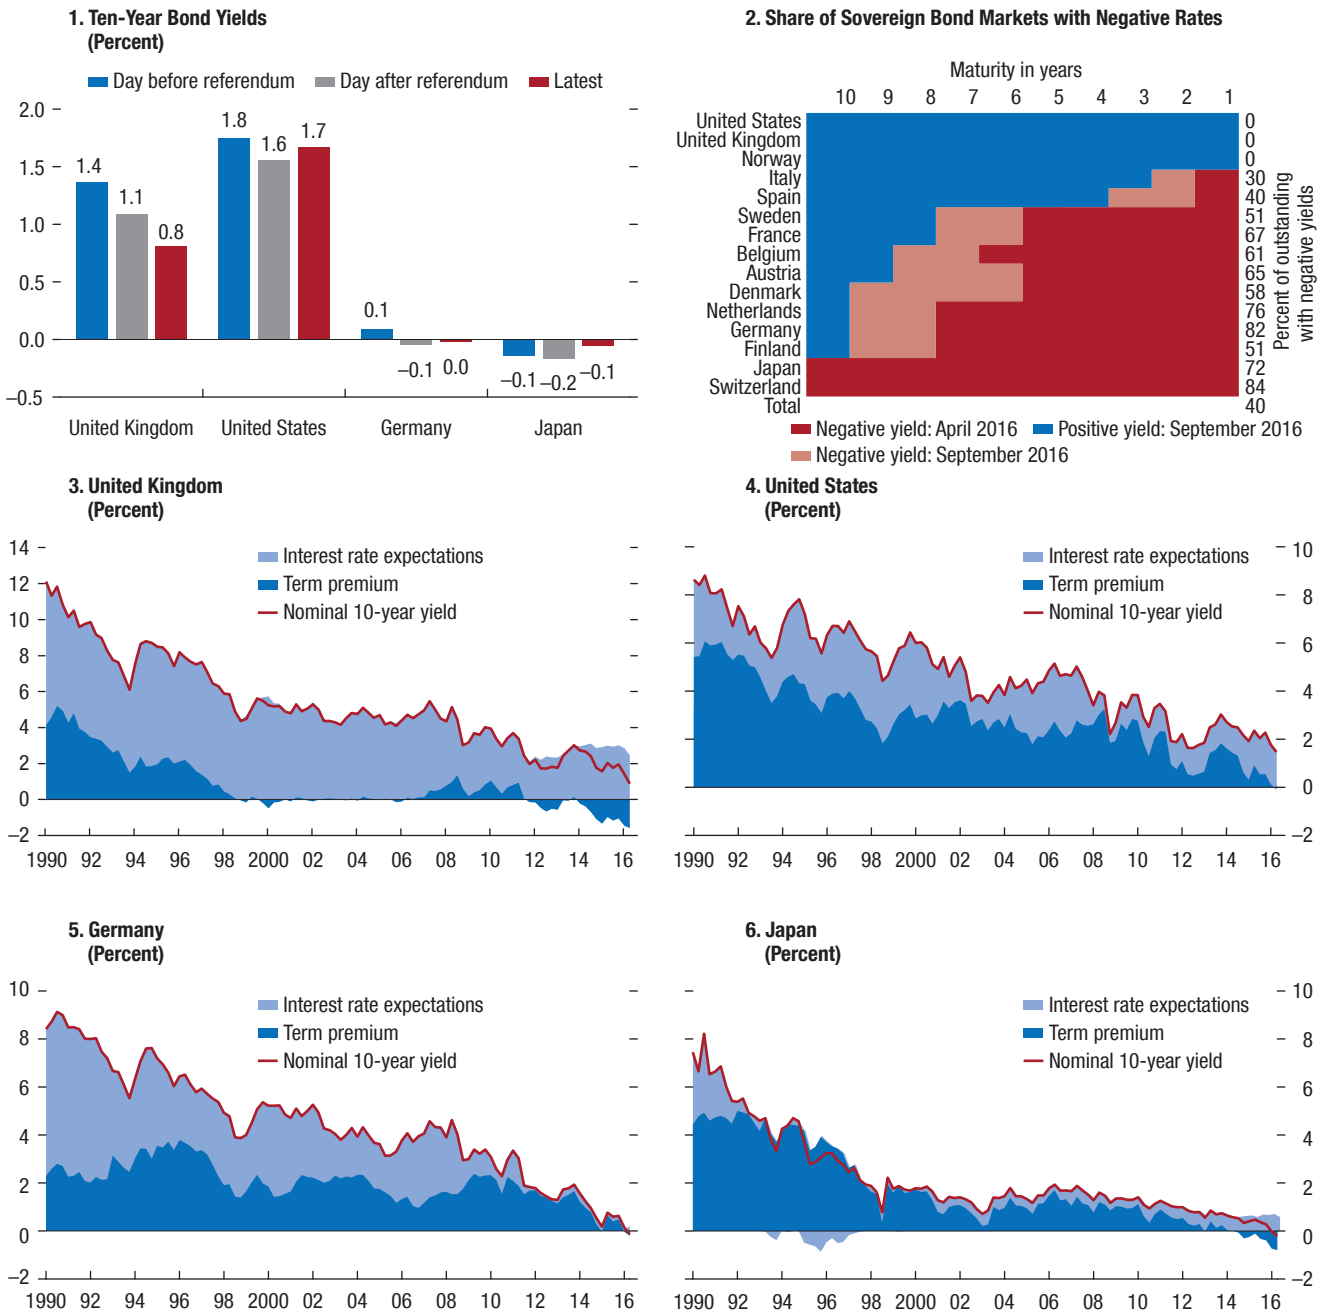 1. Ten-Year Bond Yields
(Percent)
Day before referendum
Day after referendum
Latest
2.0
1.5
1.0
0.5
0.0
–0.5
1.4
1.1
0.8
1.8
1.6
1.7
0.1
–0.1
0.0
–0.1
–0.2
–0.1
United Kingdom
United States
Germany
Japan
2. Share of Sovereign Bond Markets with Negative Rates
Maturity in years
10 9 8 7 6 5 4 3 2 1
United States 0
United Kingdom 0
Norway 0
Italy 30
Spain 40
Sweden 51
France 67
Belgium 61
Austria 65
Denmark 58
Netherlands 76
Germany 82
Finland 51
Japan 72
Switzerland 84
Total 40
Percent of outstanding
with negative yields
Negative yield: April 2016
Positive yield: September 2016
Negative yield: September 2016
3. United Kingdom
(Percent)
Interest rate expectations
Term premium
Nominal 10-year yield
14
12
10
8
6
4
2
0
–2
1990 92 94 96 98 2000 02 04 06 08 10 12 14 16
4. United States
(Percent)
Interest rate expectations
Term premium
Nominal 10-year yield
10
8
6
4
2
0
–2
1990 92 94 96 98 2000 02 04 06 08 10 12 14 16
5. Germany
(Percent)
Interest rate expectations
Term premium
Nominal 10-year yield
10
8
6
4
2
0
–2
1990 92 94 96 98 2000 02 04 06 08 10 12 14 16
6. Japan
(Percent)
Interest rate expectations
Term premium
Nominal 10-year yield
10
8
6
4
2
0
–2
1990 92 94 96 98 2000 02 04 06 08 10 12 14 16